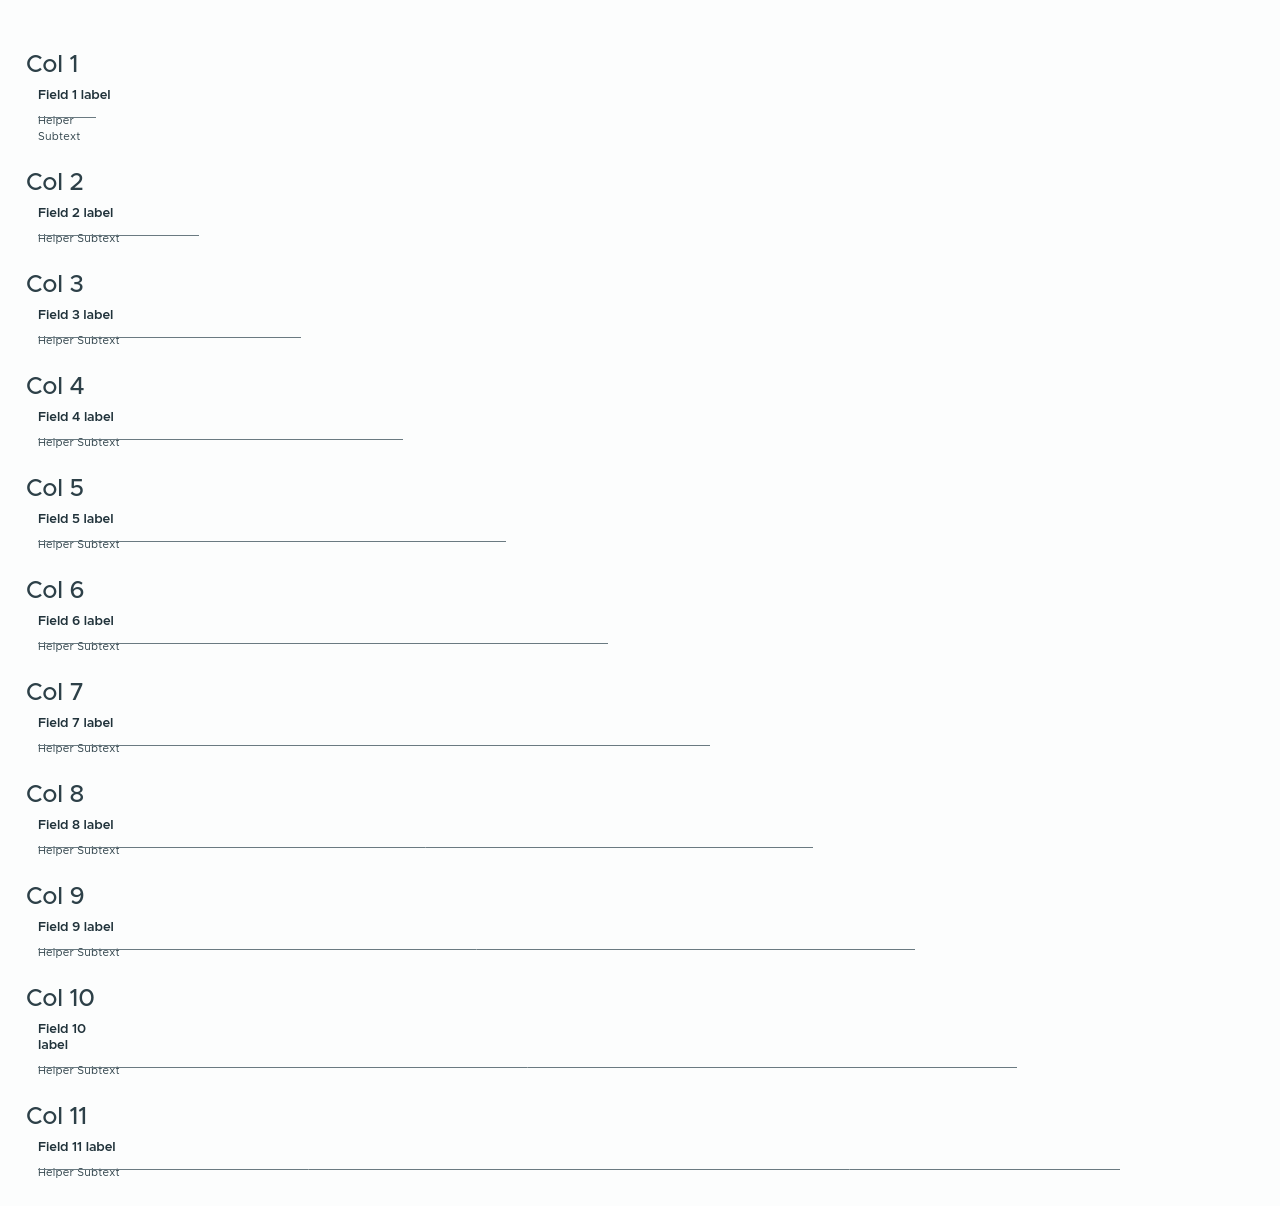 Col 1
Field 1 label
Helper
Subtext
Col 2
Field 2 label
Helper Subtext
Col 3
Field 3 label
Helper Subtext
Col 4
Field 4 label
Helper Subtext
Col 5
Field 5 label
Helper Subtext
Col 6
Field 6 label
Helper Subtext
Col 7
Field 7 label
Helper Subtext
Col 8
Field 8 label
Helper Subtext
Col 9
Field 9 label
Helper Subtext
Col 10
Field 10
label
Helper Subtext
Col 11
Field 11 label
Helper Subtext